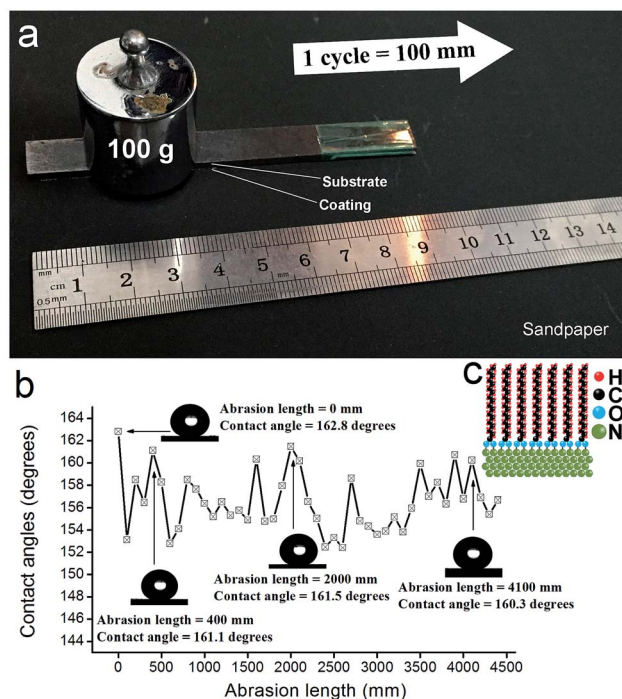 a
1 cycle = 100 mm
100 g
Substrate
Coating
mm
cm 1 2 3 4 5 mm 6 7 8 9 10 11 12 13 14
0.5mm
Sandpaper
b
C
H
C
O
N
Contact angles (degrees)
164
162
160
158
156
154
152
150
148
146
144
Abrasion length = 0 mm
Contact angle = 162.8 degrees
Abrasion length = 2000 mm
Contact angle = 161.5 degrees
Abrasion length = 4100 mm
Contact angle = 160.3 degrees
Abrasion length = 400 mm
Contact angle = 161.1 degrees
0 500 1000 1500 2000 2500 3000 3500 4000 4500
Abrasion length (mm)